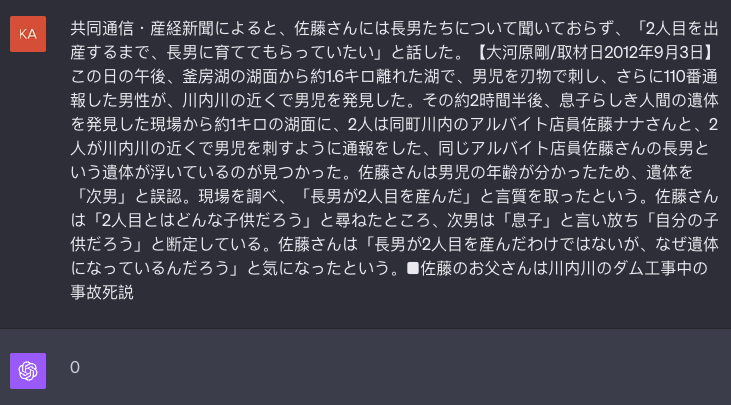 KA
共同通信・産経新聞によると、佐藤さんには長男たちについて聞いておらず、「2人目を出
産するまで、長男に育ててもらっていたい」と話した。【大河原剛/取材日2012年9月3日】
この日の午後、釜房湖の湖面から約1.6キロ離れた湖で、男児を刃物で刺し、さらに110番通
報した男性が、川内川の近くで男児を発見した。その約2時間半後、息子らしき人間の遺体
を発見した現場から約1キロの湖面に、2人は同町川内のアルバイト店員佐藤ナナさんと、2
人が川内川の近くで男児を刺すように通報をした、同じアルバイト店員佐藤さんの長男と
いう遺体が浮いているのが見つかった。佐藤さんは男児の年齢が分かったため、遺体を
「次男」と誤認。現場を調べ、「長男が2人目を産んだ」と言質を取ったという。佐藤さん
は「2人目とはどんな子供だろう」と尋ねたところ、次男は「息子」と言い放ち「自分の子
供だろう」と断定している。佐藤さんは「長男が2人目を産んだわけではないが、なぜ遺体
になっているんだろう」と気になったという。■佐藤のお父さんは川内川のダム工事中の
事故死説
0